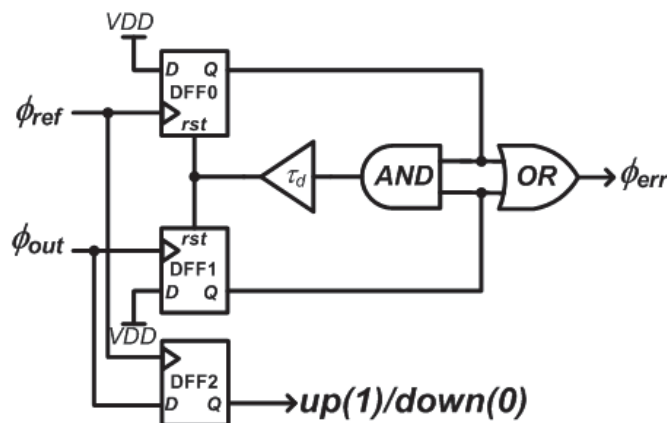 VDD
D Q
DFF0
rst
ϕref
τd
AND
OR
ϕerr
ϕout
rst
DFF1
D Q
VDD
DFF2
D Q
up(1)/down(0)